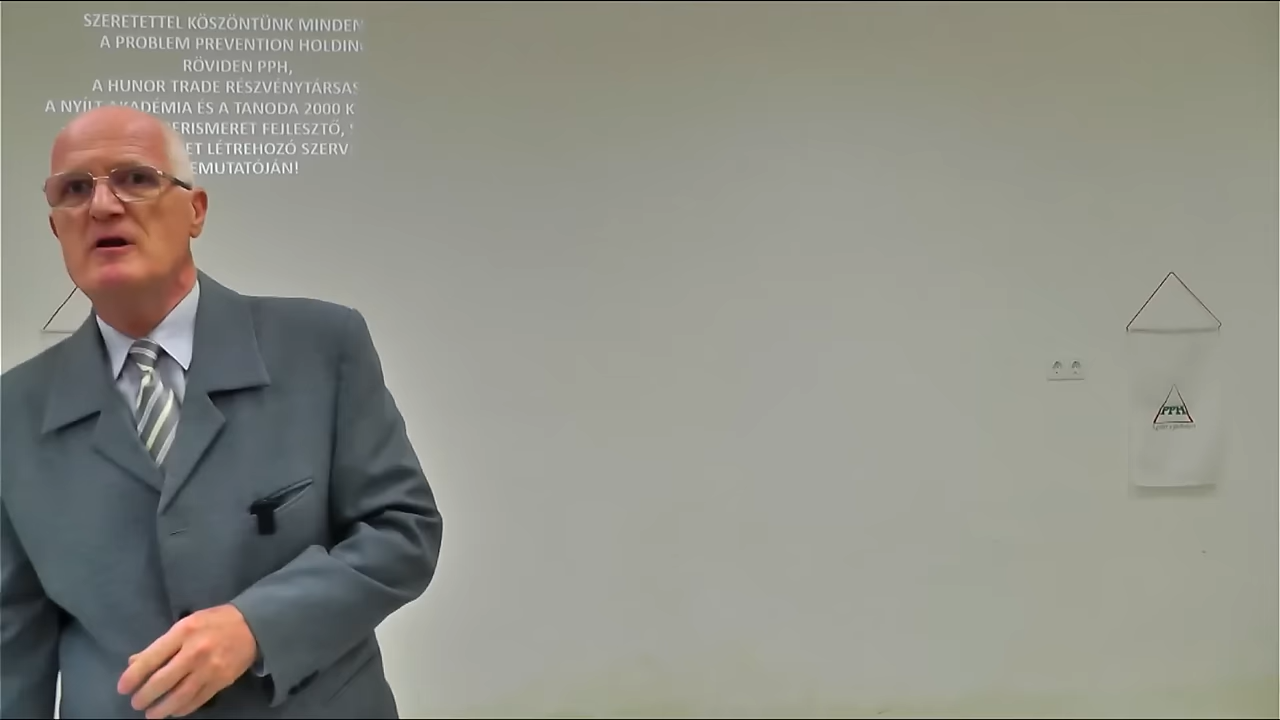 SZERETETTEL KÖSZÖNTÜNK MINDEN
A PROBLEM PREVENTION HOLDIN
RÖVIDEN PPH,
A HUNOR TRADE RÉSZVÉNYTÁRSAS
A NYÍLT AKADÉMIA ÉS A TANODA 2000 K
ERISMERET FEJLESZTŐ,
ET LÉTREHOZÓ SZERV
EMUTATÓJÁN!
PPH